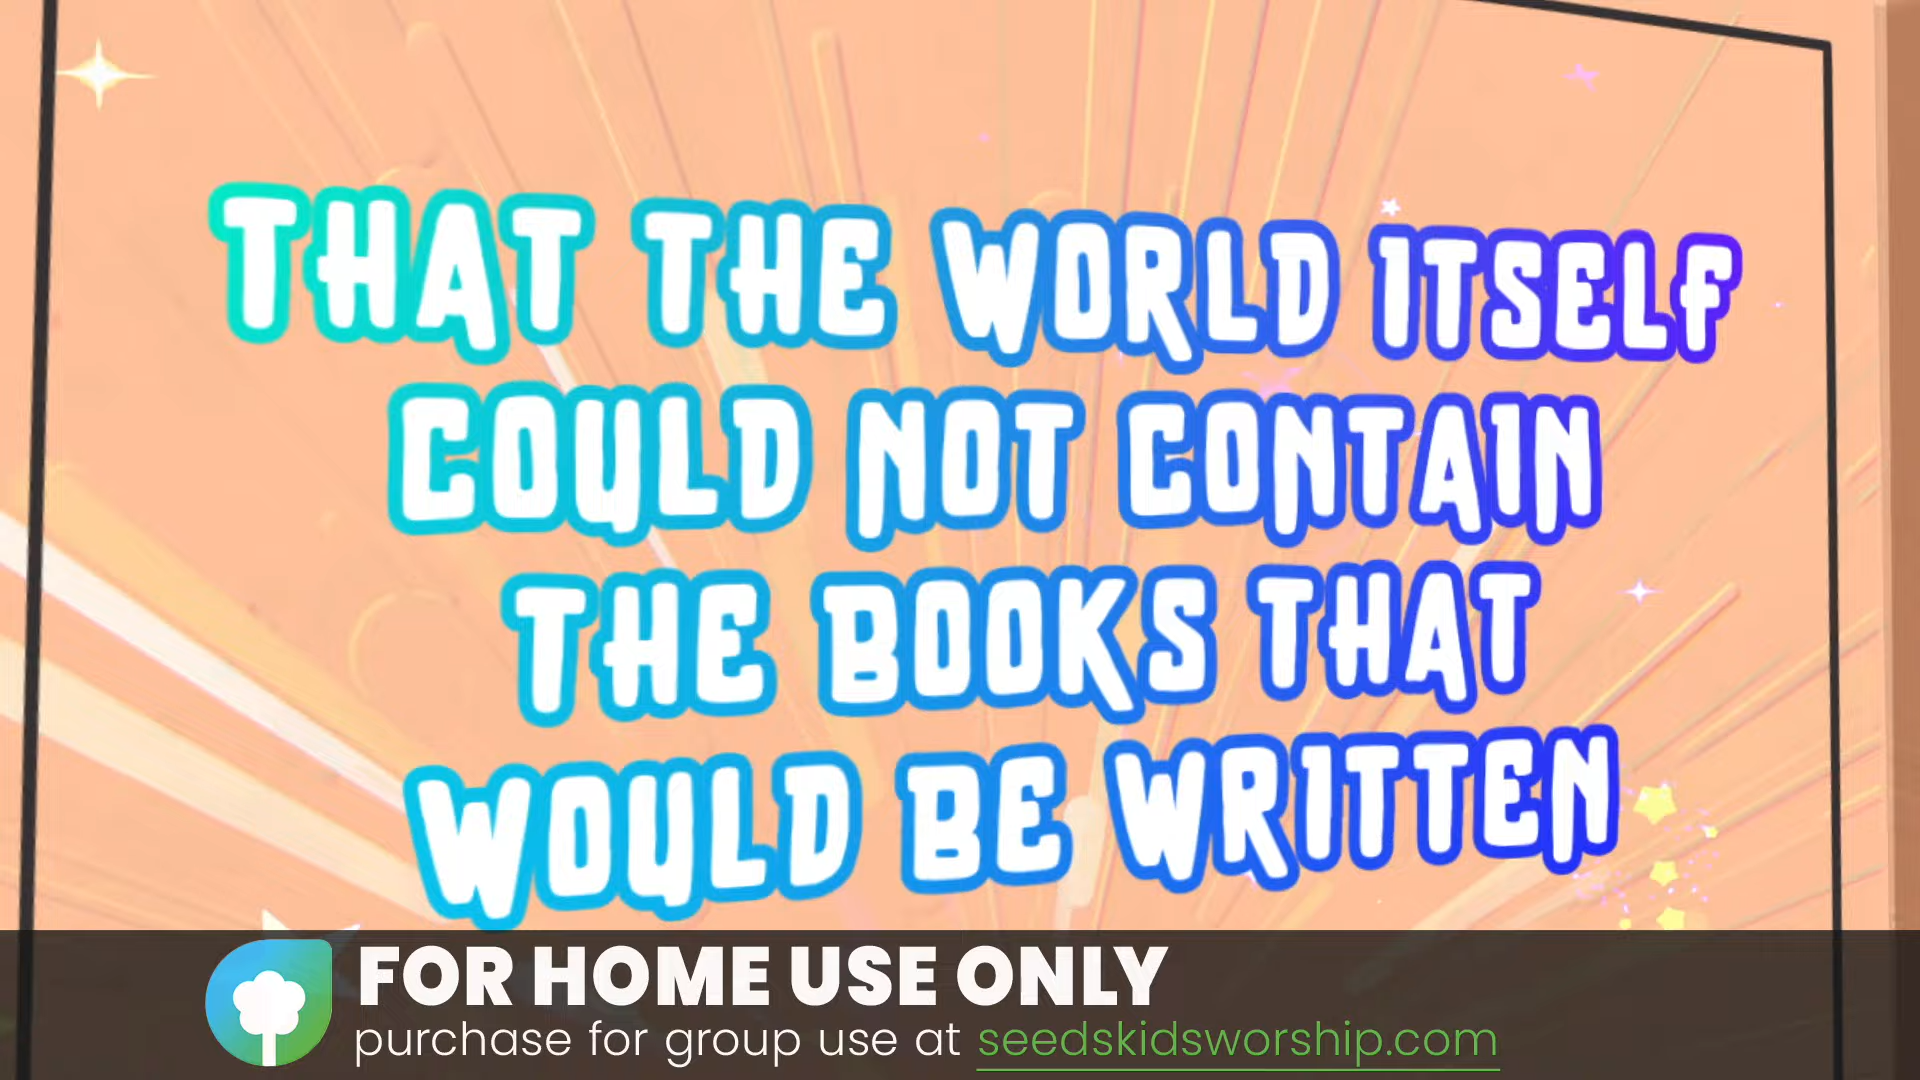 THAT THE WORLD ITSELF
COULD NOT CONTAIN
THE BOOKS THAT
WOULD BE WRITTEN
FOR HOME USE ONLY
purchase for group use at seedskidsworship.com